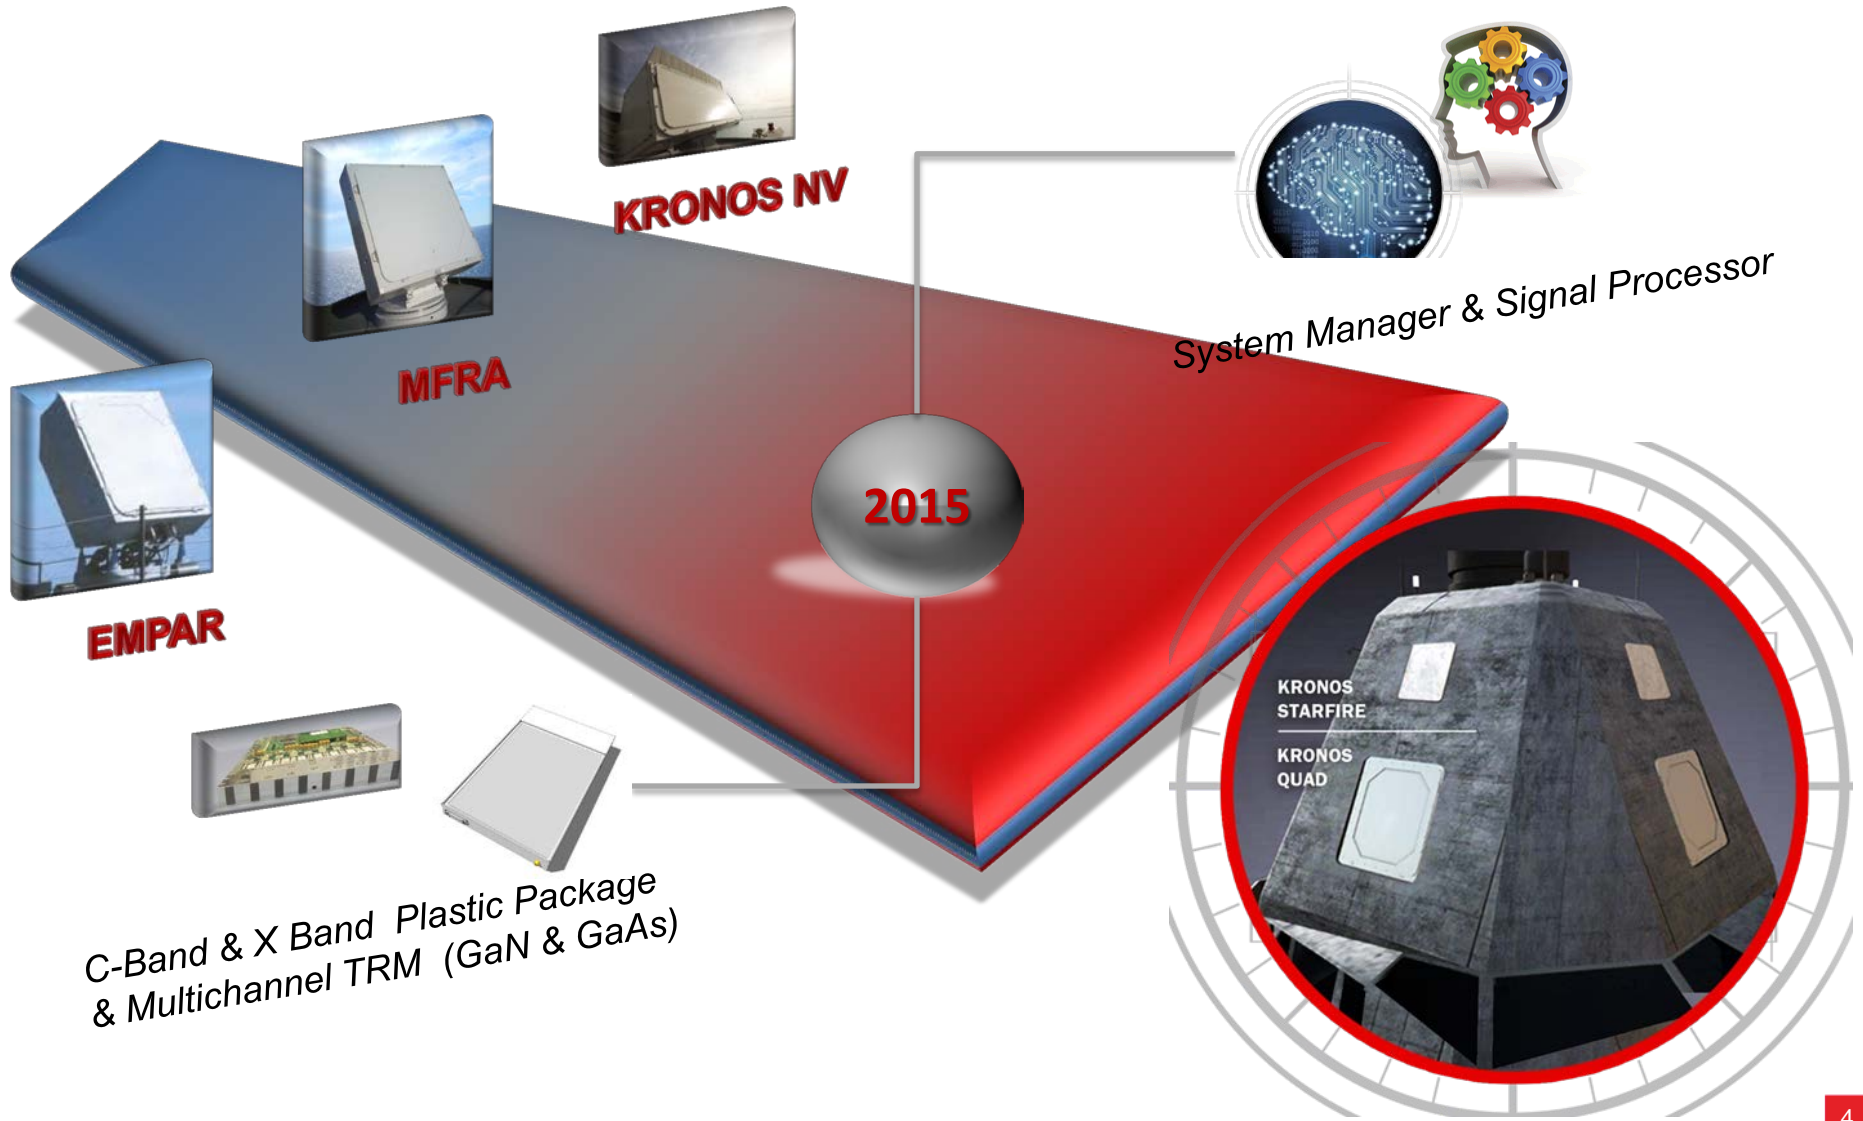 KRONOS NV
MFRA
EMPAR
System Manager & Signal Processor
2015
KRONOS
STARFIRE
KRONOS
QUAD
C-Band & X Band  Plastic Package
& Multichannel TRM  (GaN & GaAs)
4